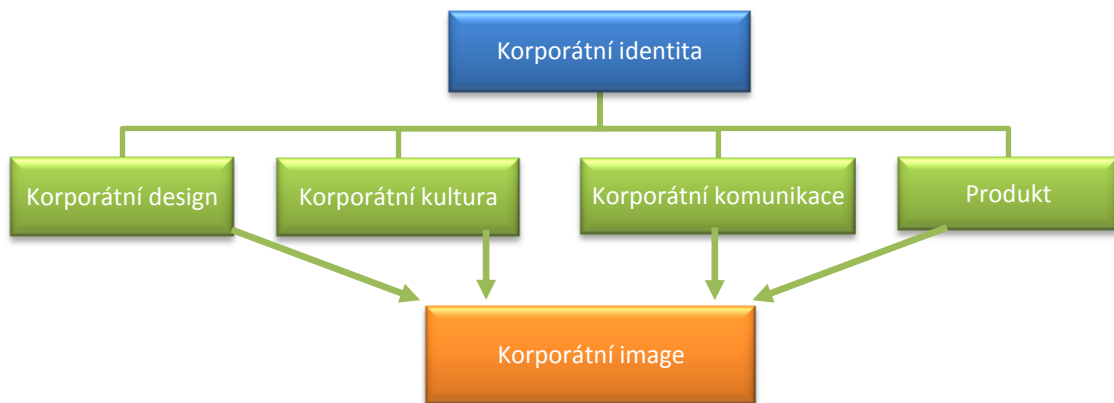 Korporátní identita
Korporátní design
Korporátní kultura
Korporátní komunikace
Produkt
Korporátní image